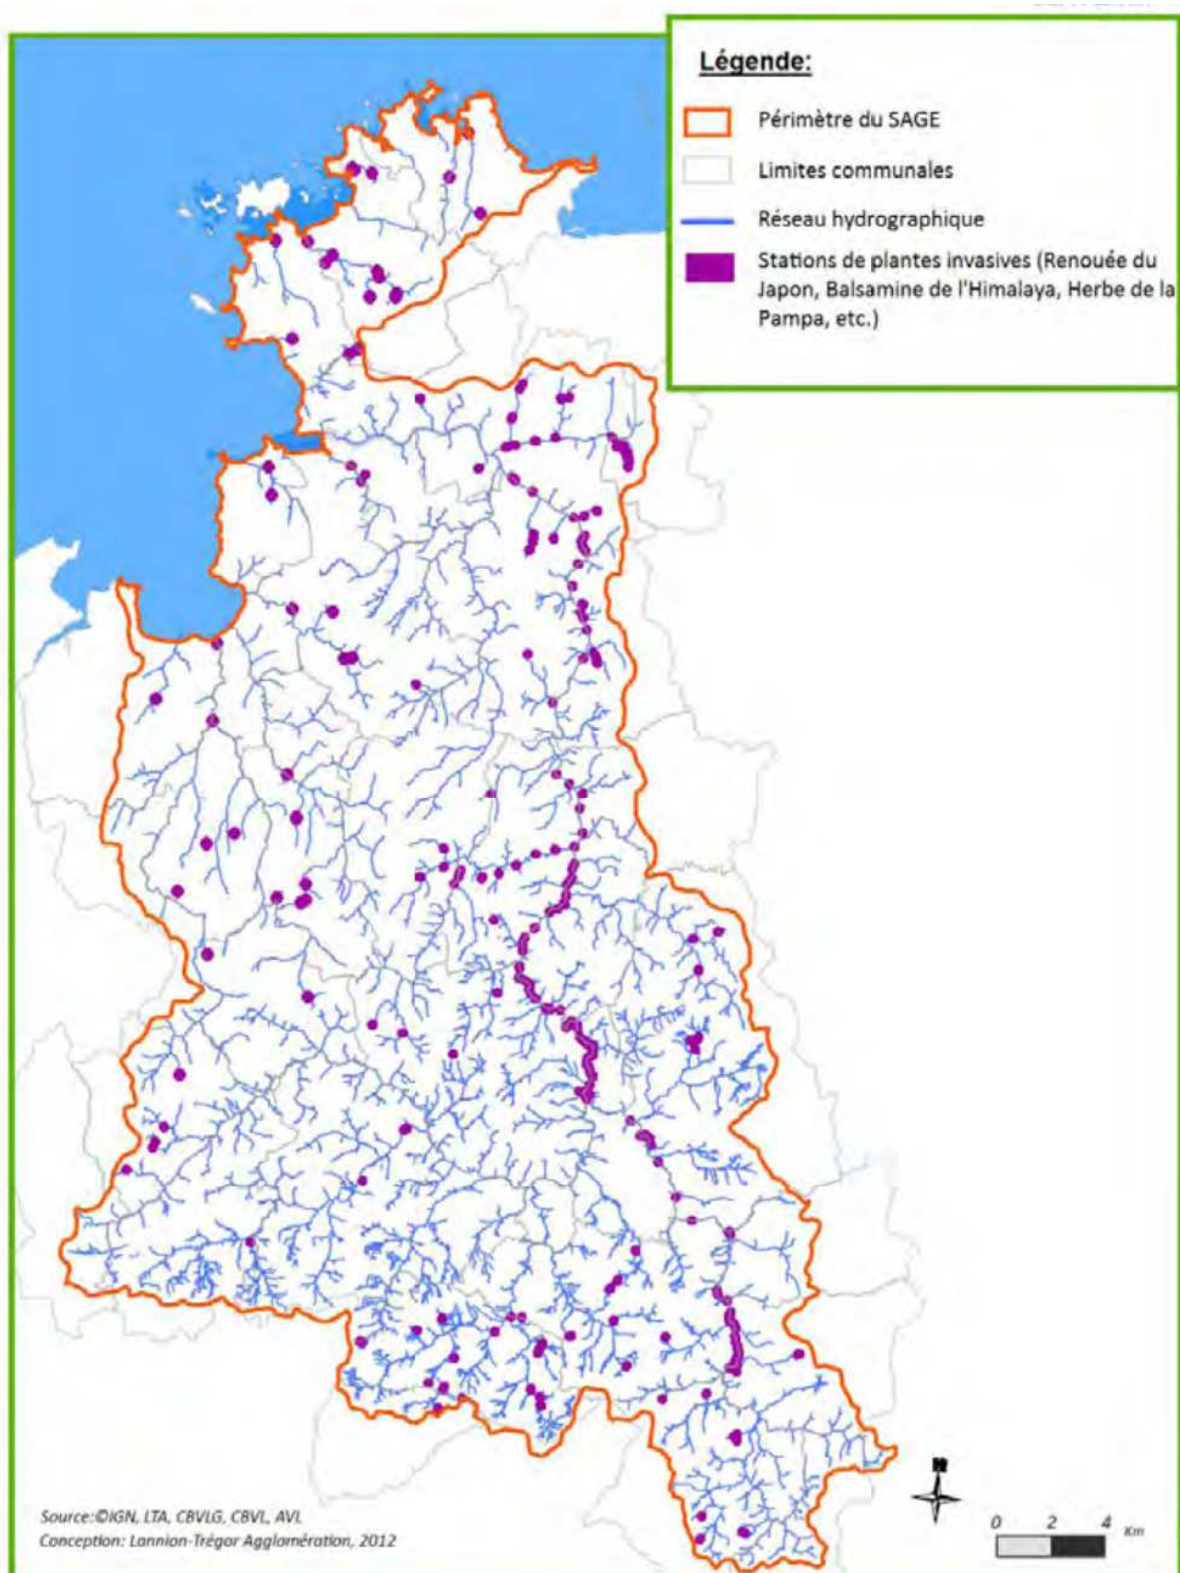 Légende:
Périmètre du SAGE
Limites communales
Réseau hydrographique
Stations de plantes invasives (Renouée du
Japon, Balsamine de l'Himalaya, Herbe de la
Pampa, etc.)
N
0 2 4 Km
Source:©IGN, LTA, CBVLG, CBVL, AVL
Conception: Lannion-Trégor Agglomération, 2012